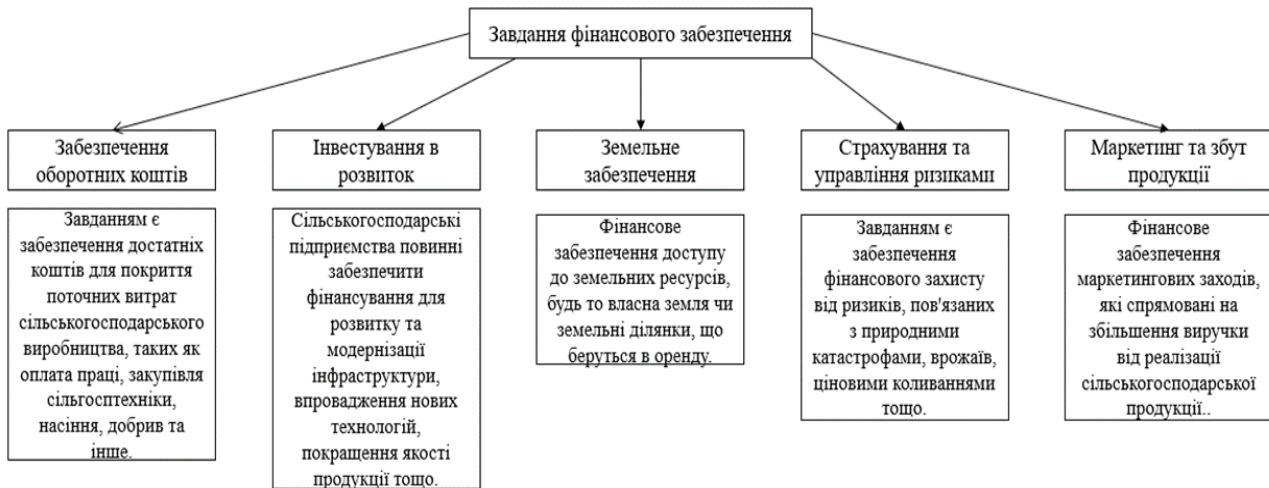 Завдання фінансового забезпечення
Забезпечення
оборотних коштів
Завданням є
забезпечення достатніх
коштів для покриття
поточних витрат
сільськогосподарського
виробництва, таких як
оплата праці, закупівля
сільгосптехніки,
насіння, добрив та
інше.
Інвестування в
розвиток
Сільськогосподарські
підприємства повинні
забезпечити
фінансування для
розвитку та
модернізації
інфраструктури,
впровадження нових
технологій,
покращення якості
продукції тощо.
Земельне
забезпечення
Фінансове
забезпечення доступу
до земельних ресурсів,
будь то власна земля чи
земельні ділянки, що
беруться в оренду.
Страхування та
управління ризиками
Завданням є
забезпечення
фінансового захисту
від ризиків, пов'язаних
з природними
катастрофами, врожаїв,
ціновими коливаннями
тощо.
Маркетинг та збут
продукції
Фінансове
забезпечення
маркетингових заходів,
які спрямовані на
збільшення виручки
від реалізації
сільськогосподарської
продукції..